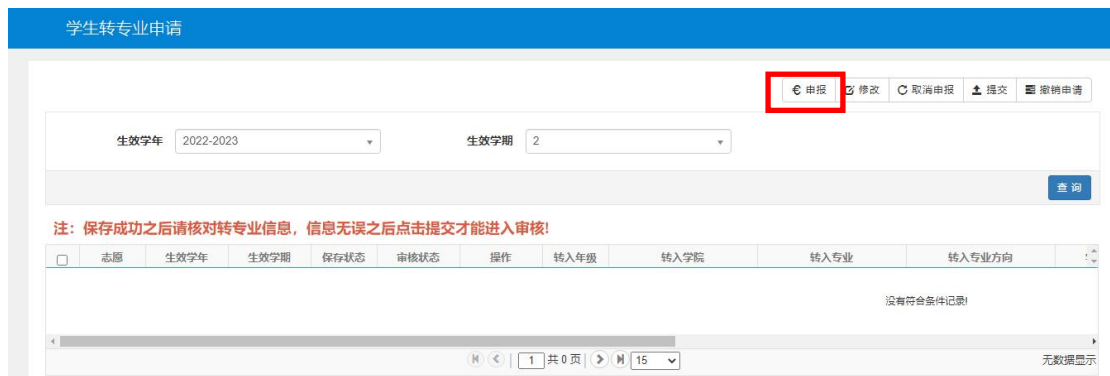 学生转专业申请
申报 修改 取消申报 提交 撤销申请
生效学年 2022-2023 生效学期 2
查询
注：保存成功之后请核对转专业信息，信息无误之后点击提交才能进入审核!
志愿 生效学年 生效学期 保存状态 审核状态 操作 转入年级 转入学院 转入专业 转入专业方向
没有符合条件记录!
1 共 0 页 15 无数据显示